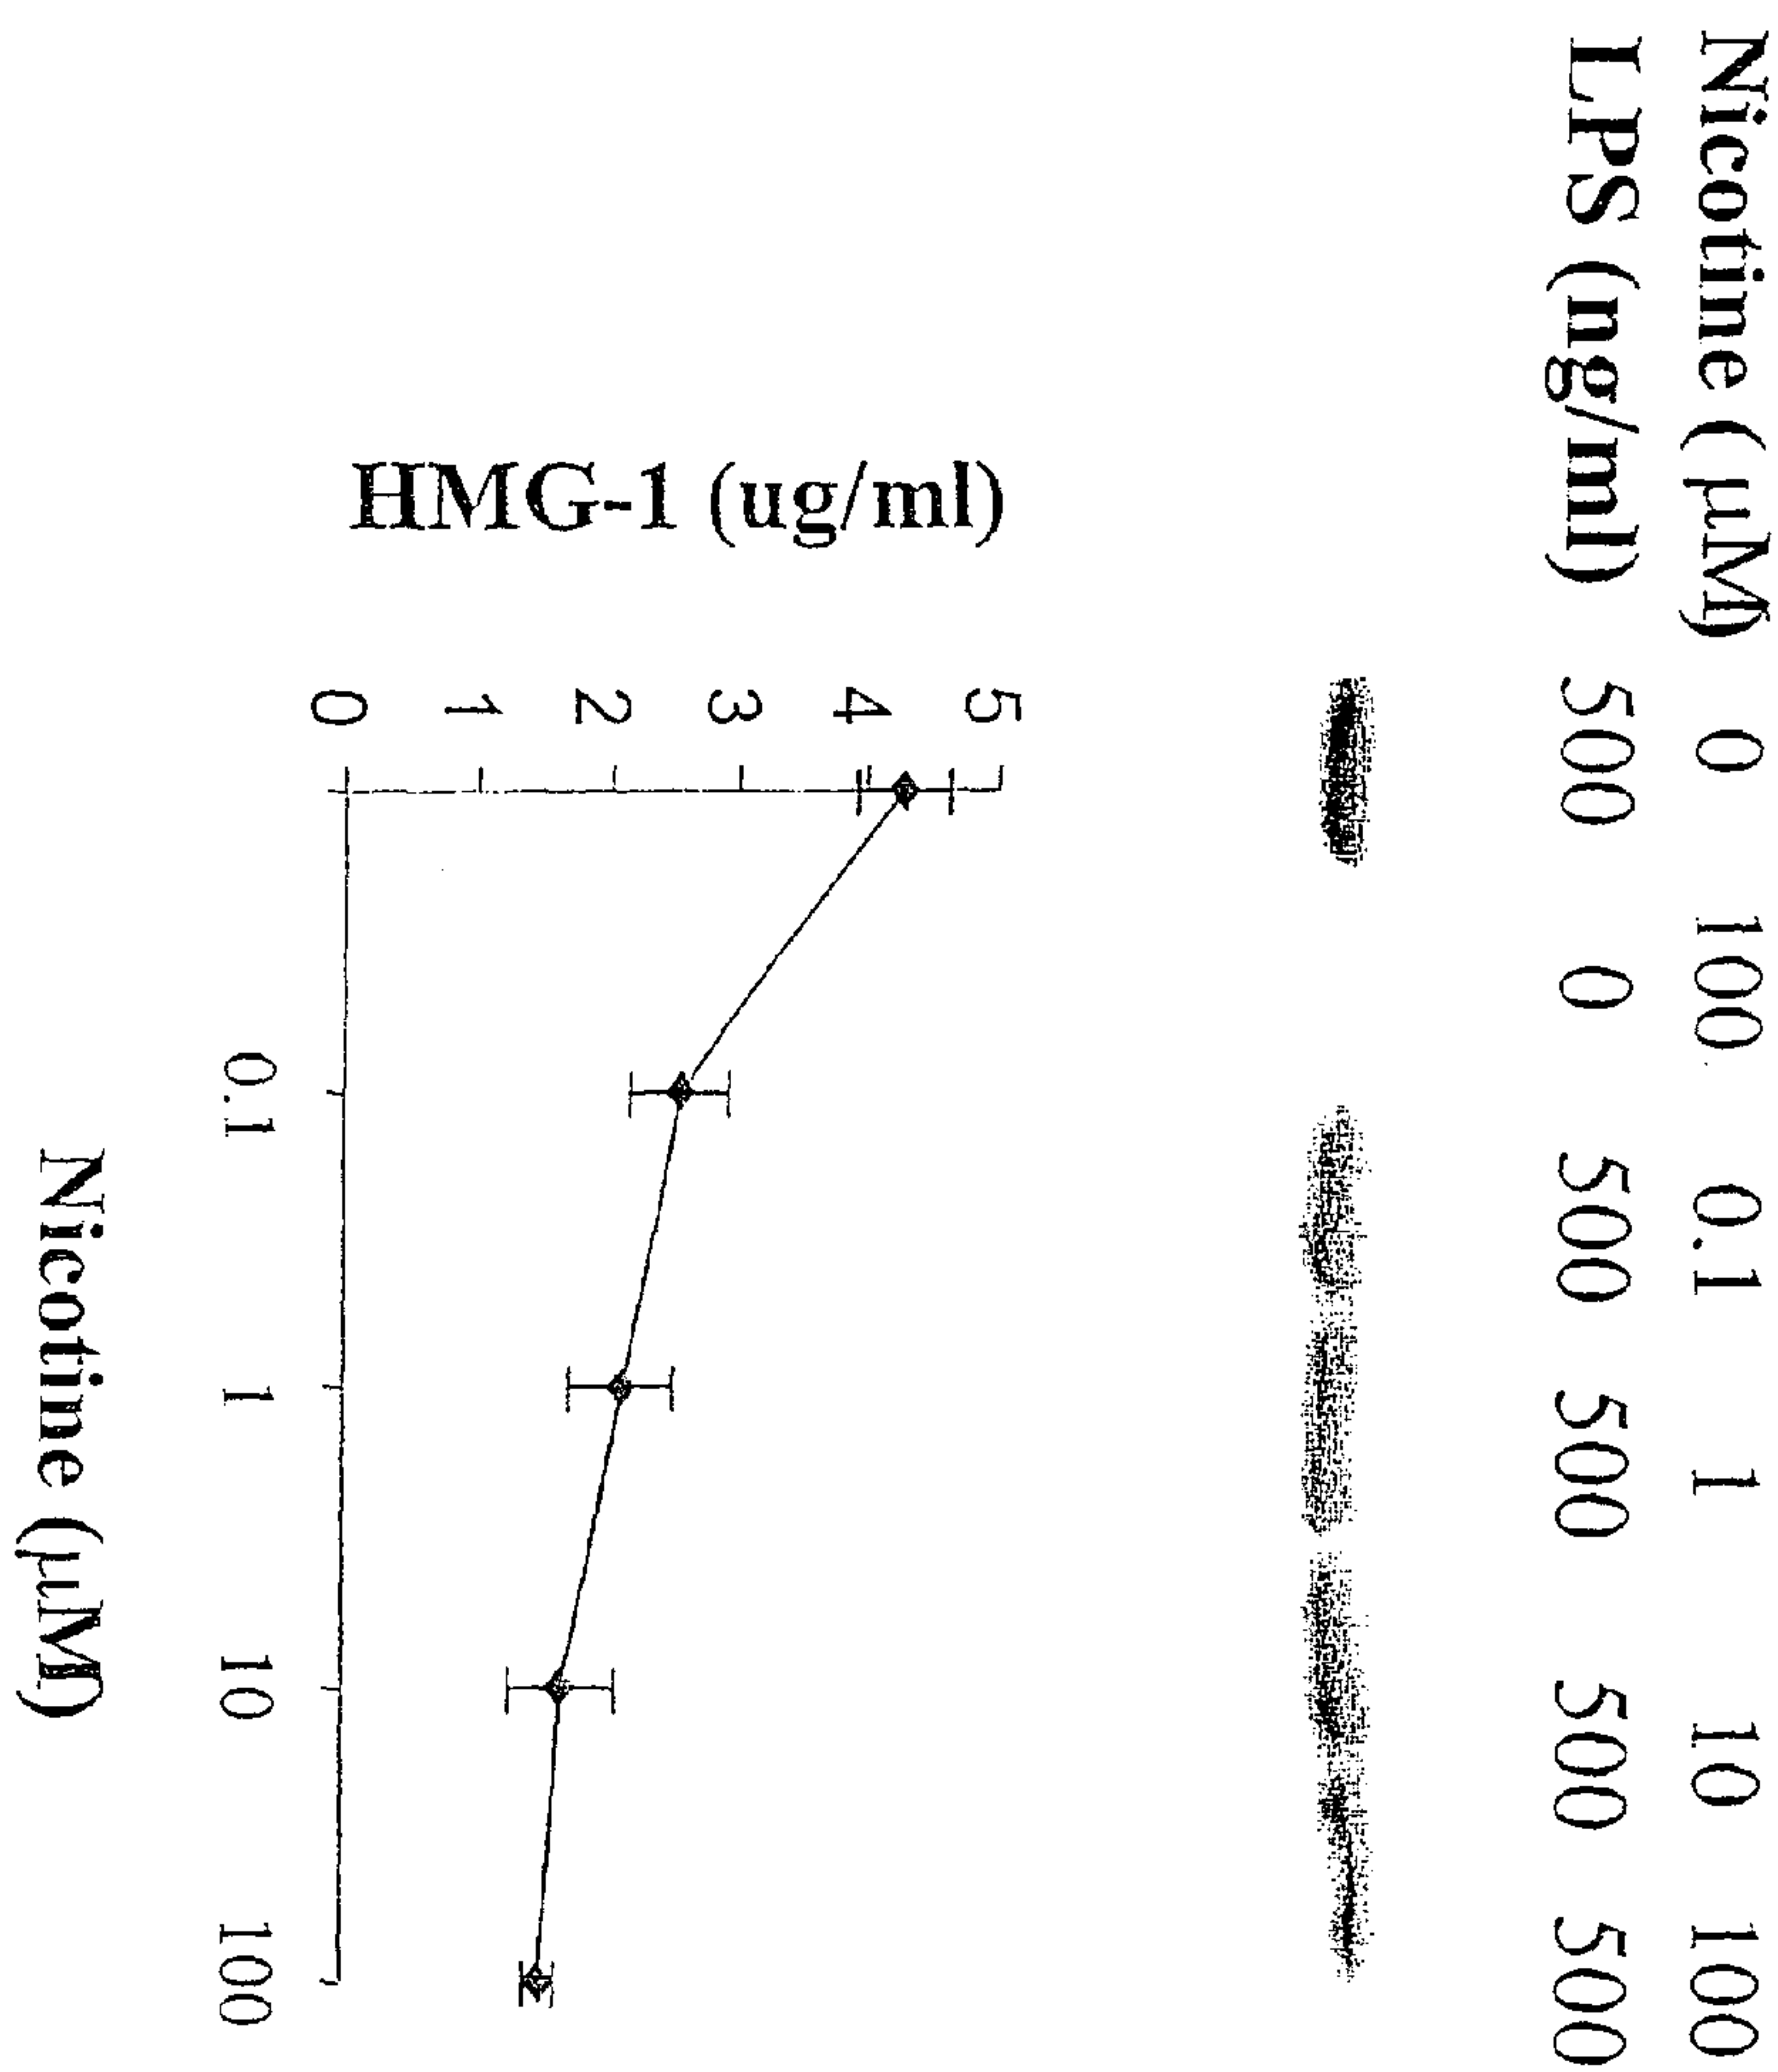 Nicotine (μM) 0 100 0.1 1 10 100
LPS (ng/ml) 500 0 500 500 500 500
HMG-1 (ug/ml)
5
4
3
2
1
0
0.1 1 10 100
Nicotine (μM)